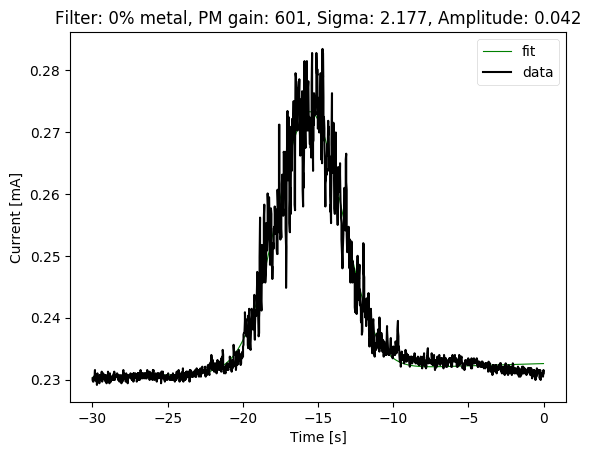 Filter: 0% metal, PM gain: 601, Sigma: 2.177, Amplitude: 0.042
fit
data
0.28
0.27
0.26
0.25
0.24
0.23
Current [mA]
−30
−25
−20
−15
−10
−5
0
Time [s]